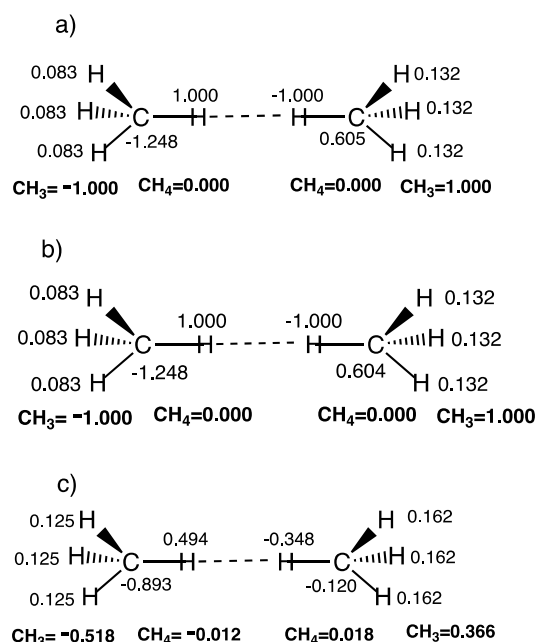 a)
0.083 H H 0.132
1.000 -1.000
0.083 H C H H C H 0.132
-1.248 0.605
0.083 H H 0.132
CH3= -1.000 CH4=0.000 CH4=0.000 CH3=1.000
b)
0.083 H H 0.132
1.000 -1.000
0.083 H C H H C H 0.132
-1.248 0.604
0.083 H H 0.132
CH3= -1.000 CH4=0.000 CH4=0.000 CH3=1.000
c)
0.125 H H 0.162
0.494 -0.348
0.125 H C H H C H 0.162
-0.893 -0.120
0.125 H H 0.162
CH3= -0.518 CH4= -0.012 CH4=0.018 CH3=0.366